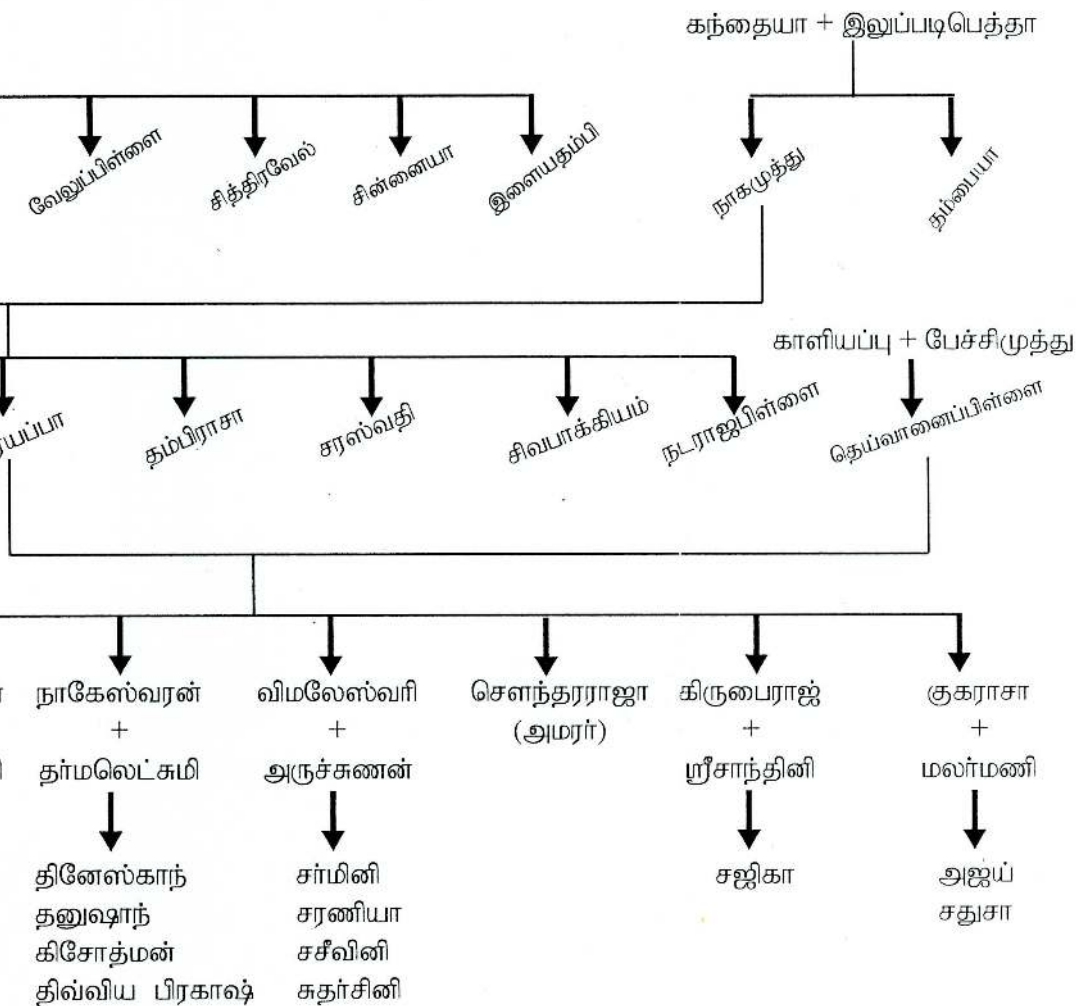 கந்தையா + இலுப்படிபெத்தா
வேலுப்பிள்ளை சித்திரவேல் சின்னையா இளையதம்பி நாகமுத்து தம்பையா
காளியப்பு + பேச்சிமுத்து
யப்பா தம்பிராசா சரஸ்வதி சிவபாக்கியம் நடராஜபிள்ளை தெய்வானைப்பிள்ளை
நாகேஸ்வரன் விமலேஸ்வரி சௌந்தரராஜா கிருபைராஜ் குகராசா
+ + (அமரர்) + +
தர்மலெட்சுமி அருச்சுணன் ஸ்ரீசாந்தினி மலர்மணி
தினேஸ்காந் சர்மினி சஜிகா அஜய்
தனுஷாந் சரணியா சதுசா
கிசோத்மன் சசீவினி
திவ்விய பிரகாஷ் சுதர்சினி